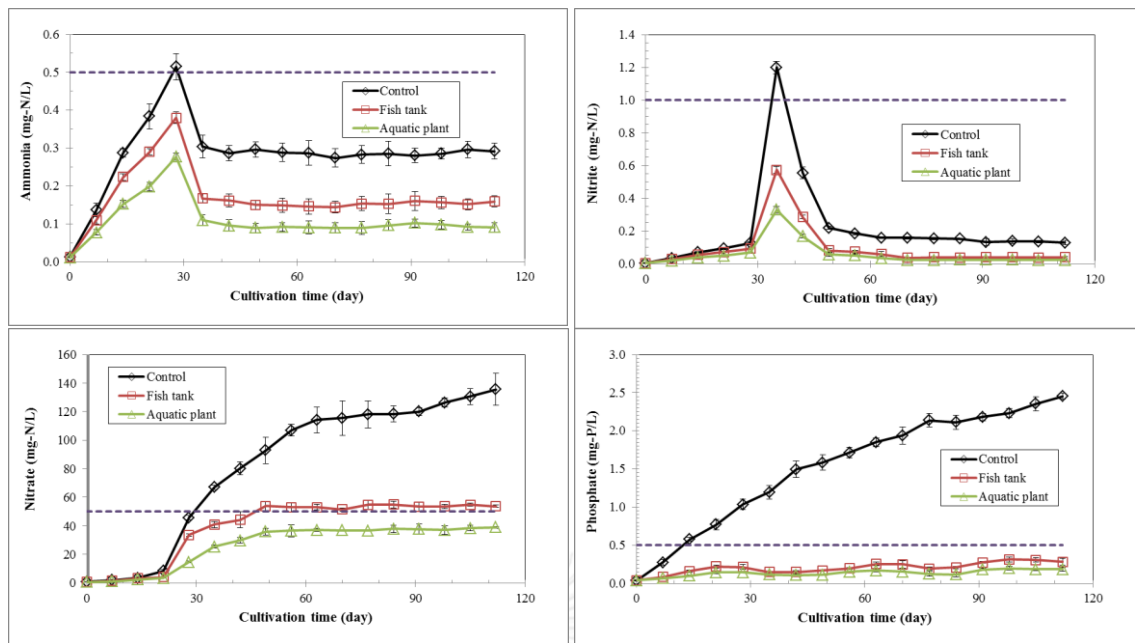 Ammonia (mg-N/L)
0.6
0.5
0.4
0.3
0.2
0.1
0.0
Control
Fish tank
Aquatic plant
0 30 60 90 120
Cultivation time (day)
Nitrite (mg-N/L)
1.4
1.2
1.0
0.8
0.6
0.4
0.2
0.0
Control
Fish tank
Aquatic plant
0 30 60 90 120
Cultivation time (day)
Nitrate (mg-N/L)
160
140
120
100
80
60
40
20
0
Control
Fish tank
Aquatic plant
0 30 60 90 120
Cultivation time (day)
Phosphate (mg-P/L)
3.0
2.5
2.0
1.5
1.0
0.5
0.0
Control
Fish tank
Aquatic plant
0 30 60 90 120
Cultivation time (day)